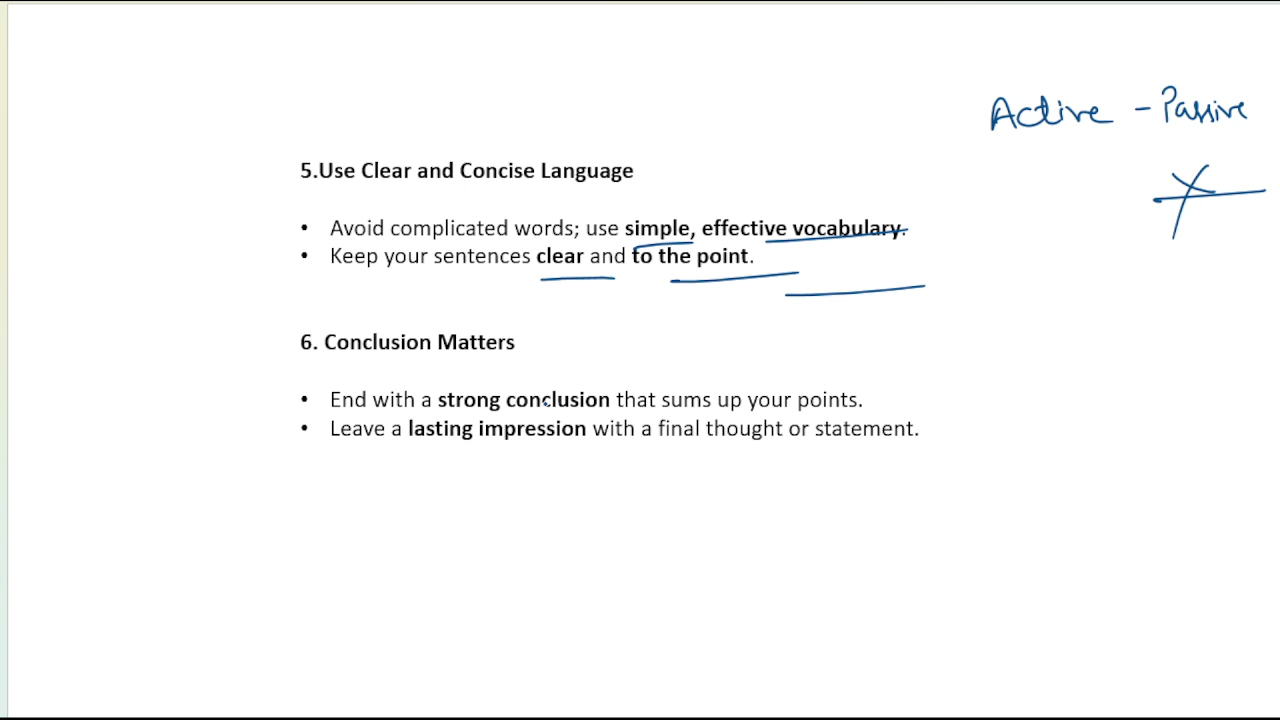 Active - Passive
5.Use Clear and Concise Language
• Avoid complicated words; use simple, effective vocabulary.
• Keep your sentences clear and to the point.
6. Conclusion Matters
• End with a strong conclusion that sums up your points.
• Leave a lasting impression with a final thought or statement.